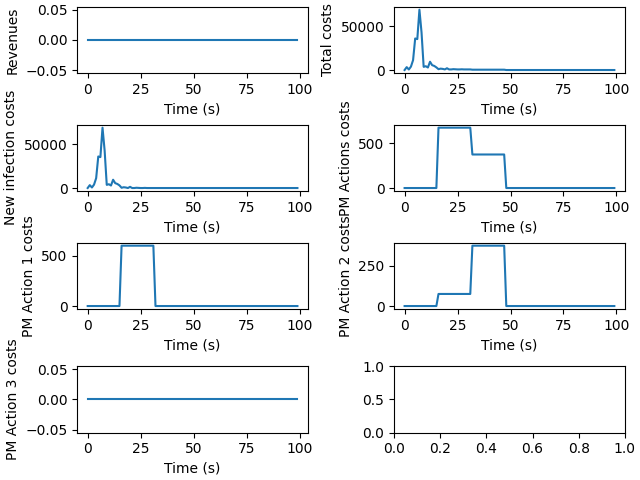 Revenues
0.05
0.00
−0.05
0 25 50 75 100
Time (s)
Total costs
50000
0
0 25 50 75 100
Time (s)
New infection costs
50000
0
0 25 50 75 100
Time (s)
PM Actions costs
500
0
0 25 50 75 100
Time (s)
PM Action 1 costs
500
0
0 25 50 75 100
Time (s)
PM Action 2 costs
250
0
0 25 50 75 100
Time (s)
PM Action 3 costs
0.05
0.00
−0.05
0 25 50 75 100
Time (s)
1.0
0.5
0.0
0.0 0.2 0.4 0.6 0.8 1.0